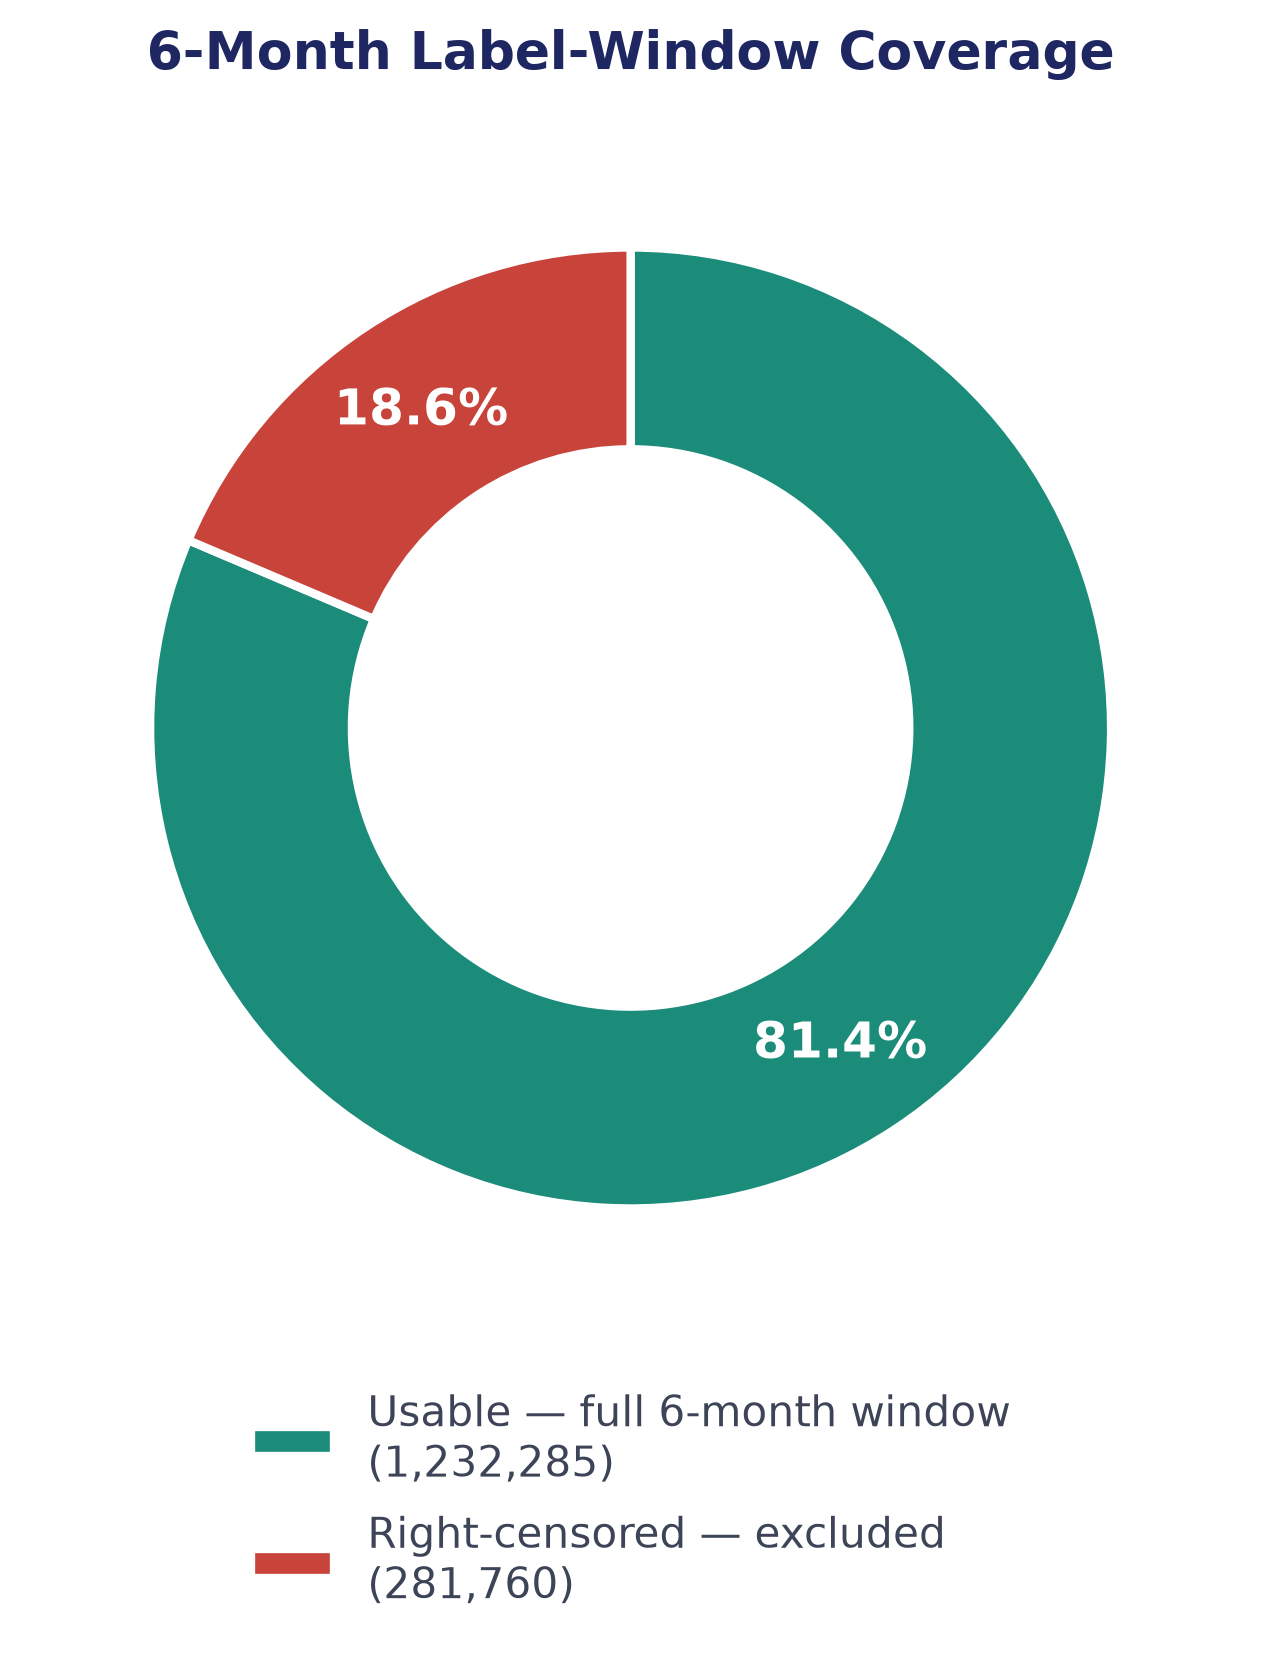 6-Month Label-Window Coverage
18.6%
81.4%
Usable — full 6-month window
(1,232,285)
Right-censored — excluded
(281,760)